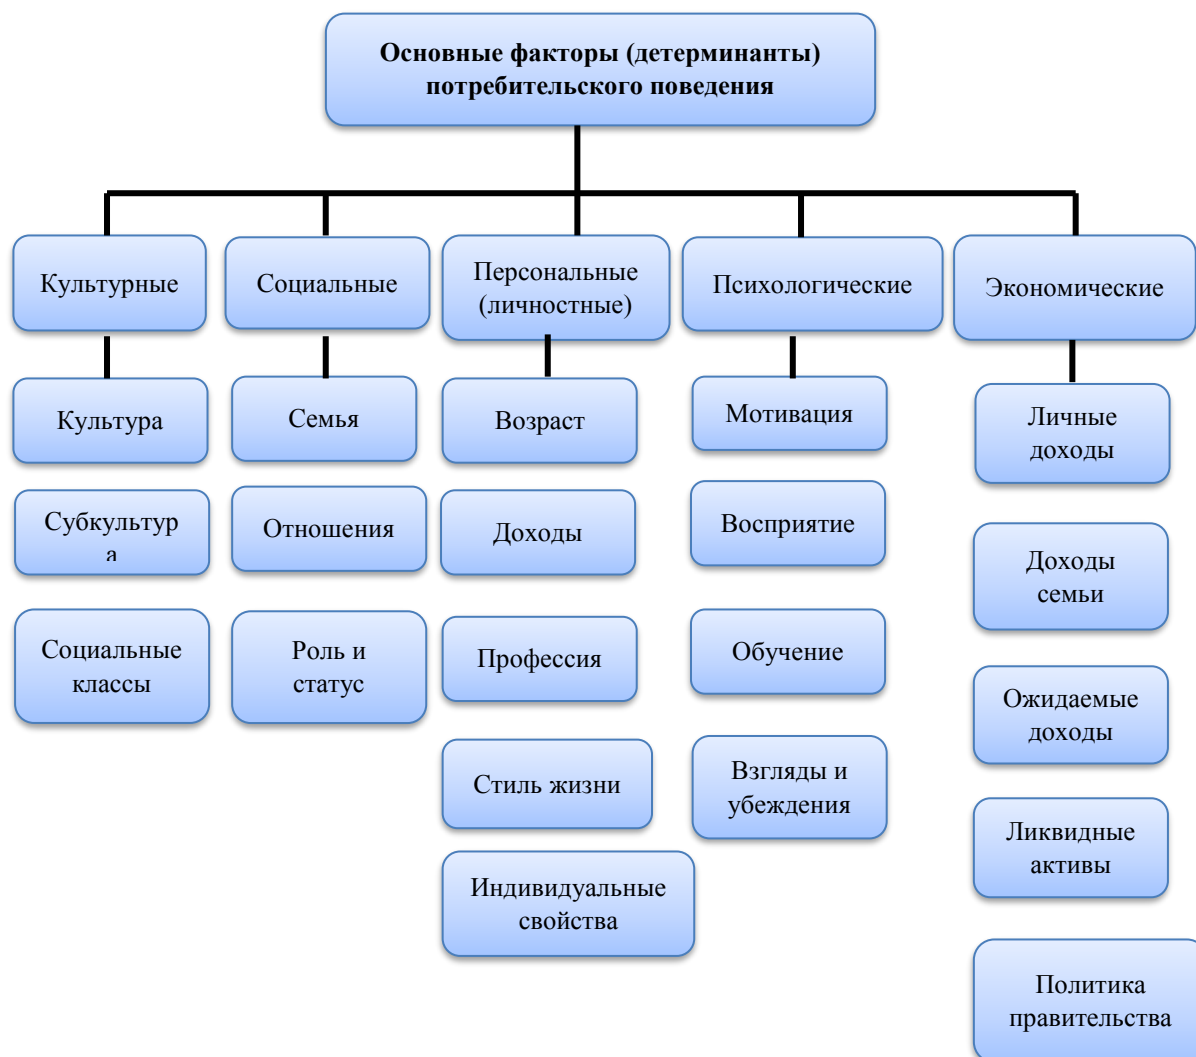 Основные факторы (детерминанты)
потребительского поведения
Культурные
Социальные
Персональные
(личностные)
Психологические
Экономические
Культура
Семья
Возраст
Мотивация
Личные
доходы
Субкультур
а
Отношения
Доходы
Восприятие
Доходы
семьи
Социальные
классы
Роль и
статус
Профессия
Обучение
Ожидаемые
доходы
Стиль жизни
Взгляды и
убеждения
Ликвидные
активы
Индивидуальные
свойства
Политика
правительства